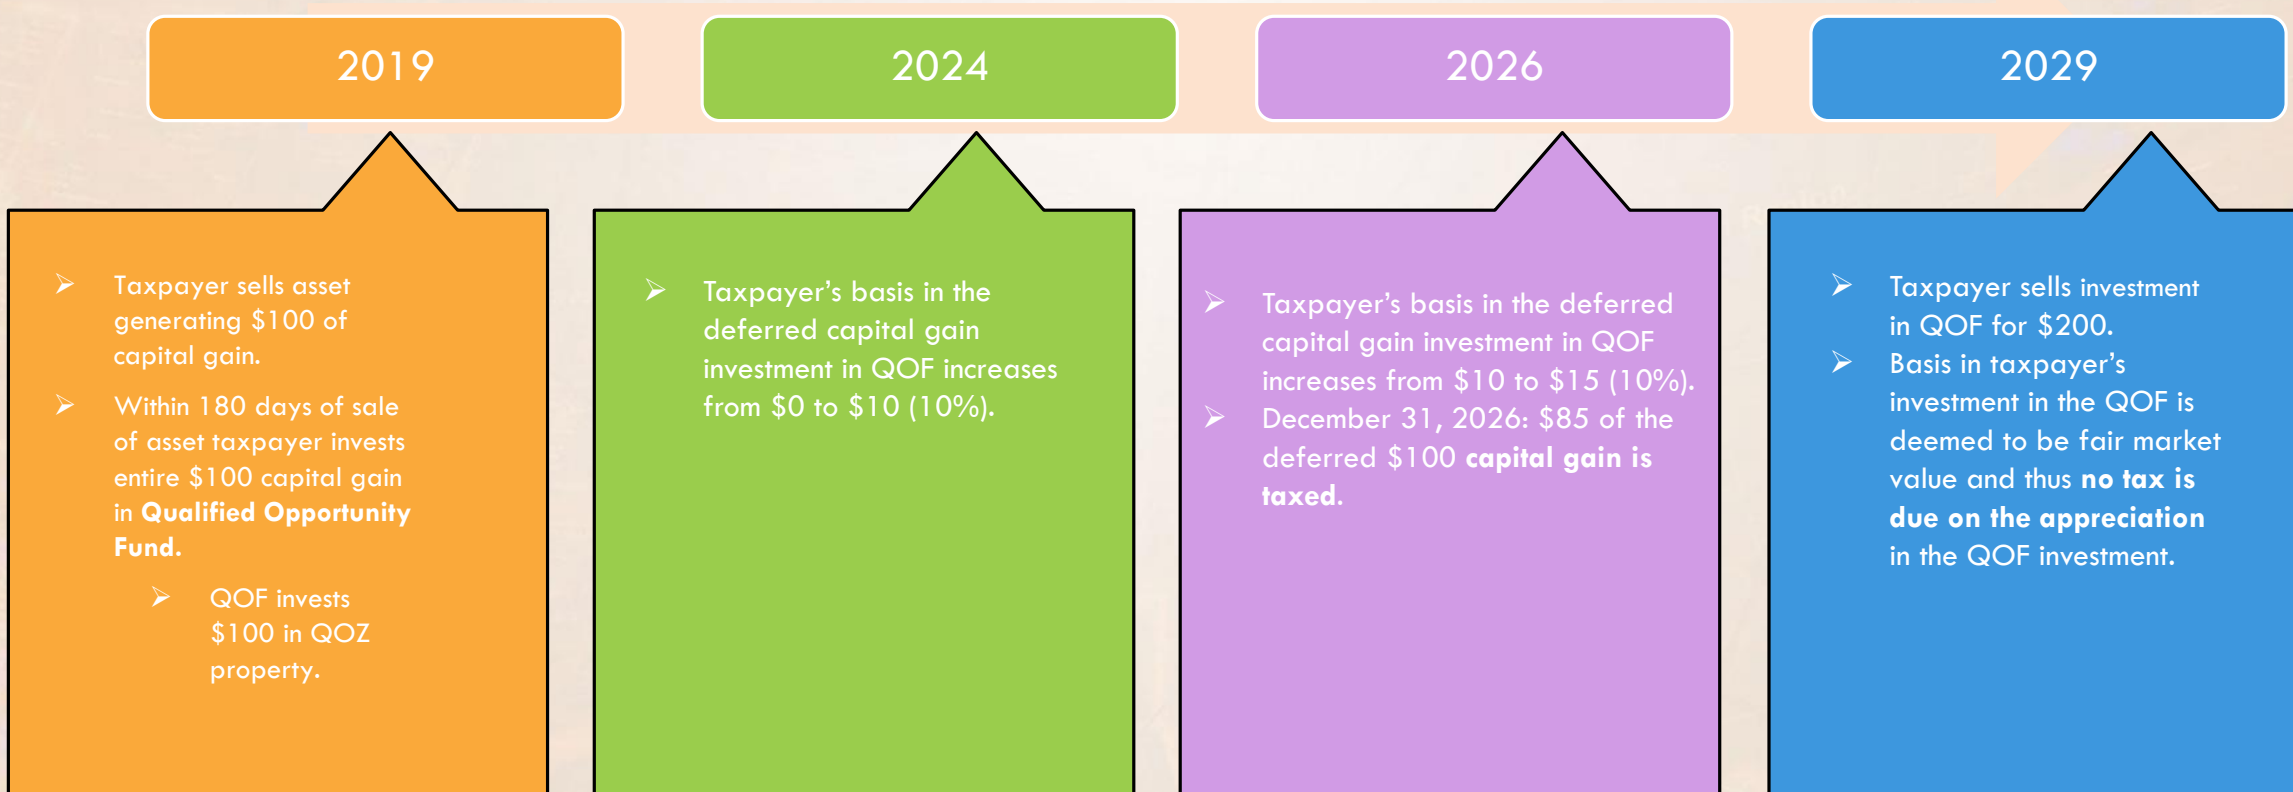 2019
2024
2026
2029
➢ Taxpayer sells asset
generating $100 of
capital gain.
➢ Within 180 days of sale
of asset taxpayer invests
entire $100 capital gain
in Qualified Opportunity
Fund.
➢ QOF invests
$100 in QOZ
property.
➢ Taxpayer’s basis in the
deferred capital gain
investment in QOF increases
from $0 to $10 (10%).
➢ Taxpayer’s basis in the deferred
capital gain investment in QOF
increases from $10 to $15 (10%).
➢ December 31, 2026: $85 of the
deferred $100 capital gain is
taxed.
➢ Taxpayer sells investment
in QOF for $200.
➢ Basis in taxpayer’s
investment in the QOF is
deemed to be fair market
value and thus no tax is
due on the appreciation
in the QOF investment.